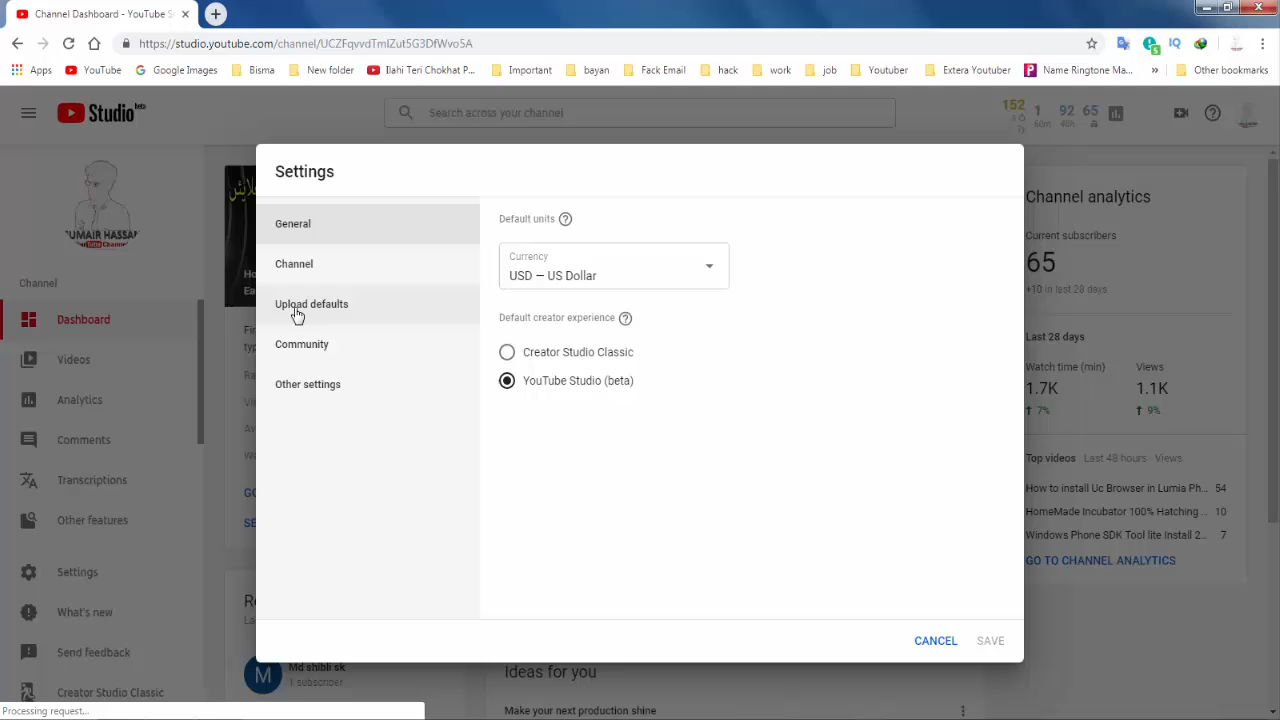 Channel Dashboard - YouTube S
https://studio.youtube.com/channel/UCZFqvvdTmIZut5G3DfWvo5A
Apps YouTube Google Images Bisma New folder Ilahi Teri Chokhat P... Important bayan Fack Email hack work job Youtuber Extera Youtuber Name Ringtone Ma... » Other bookmarks
Studio beta
Search across your channel
152 1 92 65
60m 48h
UMAIR HASSAN
YouTube Channel
Channel
Dashboard
Videos
Analytics
Comments
Transcriptions
Other features
Settings
What's new
Send feedback
Creator Studio Classic
Settings
General
Channel
Upload defaults
Community
Other settings
Default units
Currency
USD — US Dollar
Default creator experience
Creator Studio Classic
YouTube Studio (beta)
CANCEL SAVE
Channel analytics
Current subscribers
65
+10 in last 28 days
Last 28 days
Watch time (min) Views
1.7K 1.1K
7% 9%
Top videos Last 48 hours · Views
How to install Uc Browser in Lumia Ph... 54
HomeMade Incubator 100% Hatching ... 10
Windows Phone SDK Tool lite Install 2... 7
GO TO CHANNEL ANALYTICS
M
Md shibli sk
1 subscriber
Ideas for you
Make your next production shine
Processing request...